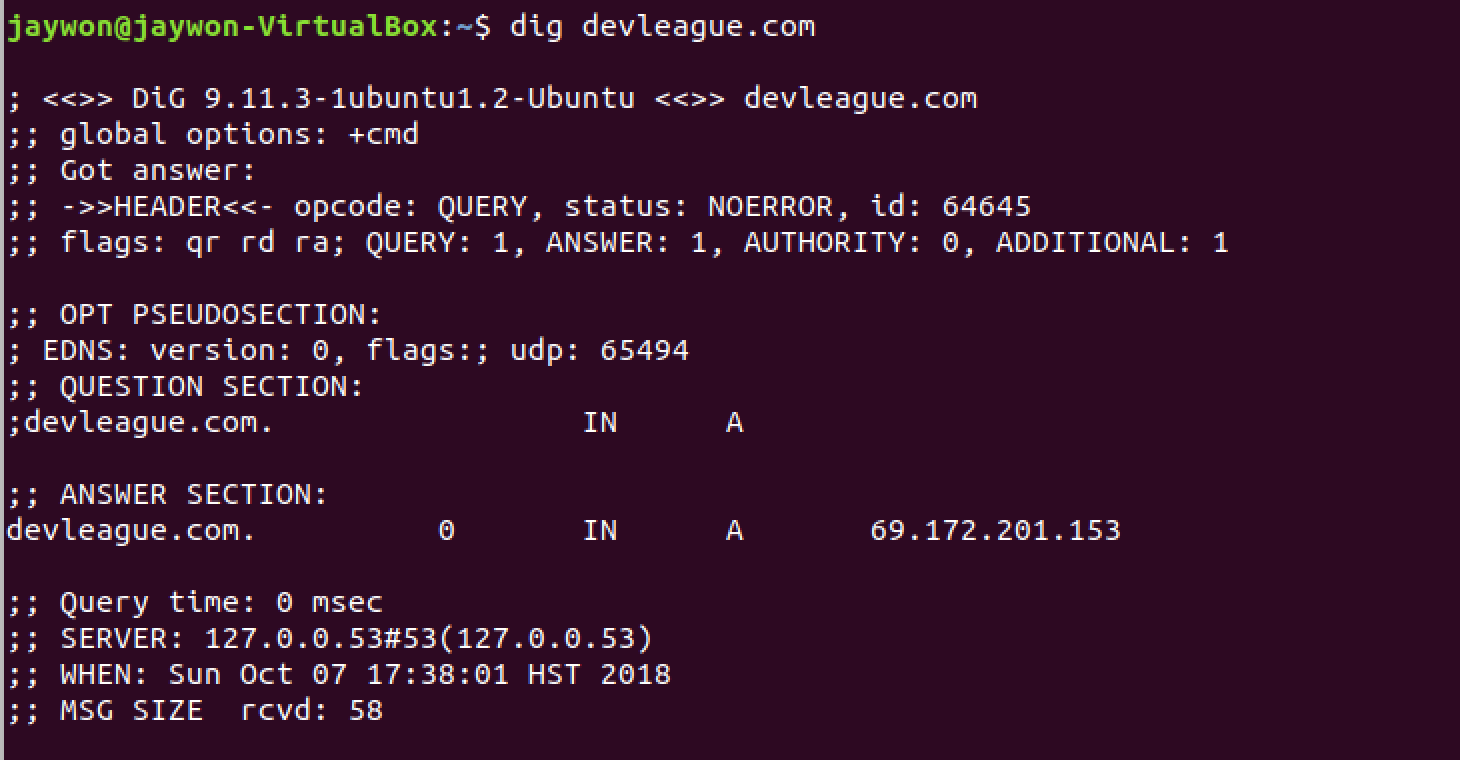 jaywon@jaywon-VirtualBox:~$ dig devleague.com
; <<>> DiG 9.11.3-1ubuntu1.2-Ubuntu <<>> devleague.com
;; global options: +cmd
;; Got answer:
;; ->>HEADER<<- opcode: QUERY, status: NOERROR, id: 64645
;; flags: qr rd ra; QUERY: 1, ANSWER: 1, AUTHORITY: 0, ADDITIONAL: 1
;; OPT PSEUDOSECTION:
; EDNS: version: 0, flags:; udp: 65494
;; QUESTION SECTION:
;devleague.com. IN A
;; ANSWER SECTION:
devleague.com. 0 IN A 69.172.201.153
;; Query time: 0 msec
;; SERVER: 127.0.0.53#53(127.0.0.53)
;; WHEN: Sun Oct 07 17:38:01 HST 2018
;; MSG SIZE  rcvd: 58